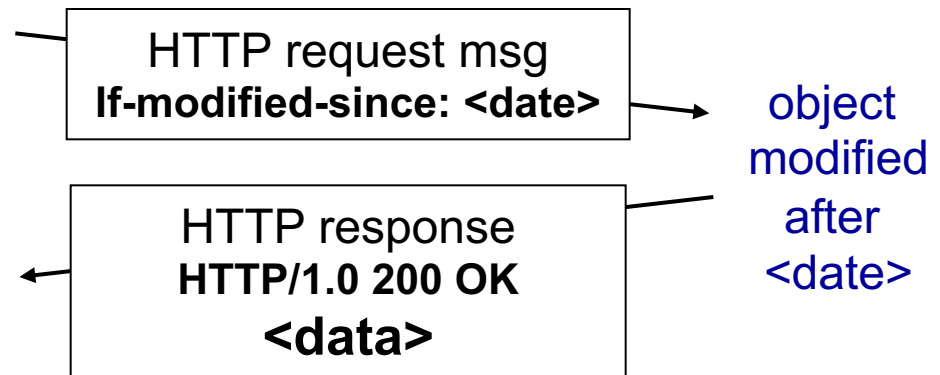 HTTP request msg
If-modified-since: <date>
object
modified
after
<date>
HTTP response
HTTP/1.0 200 OK
<data>